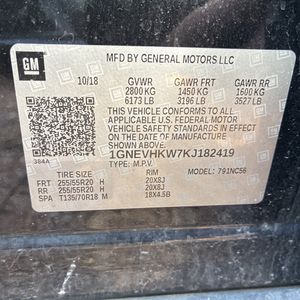 GM
MFD BY GENERAL MOTORS LLC
10/18 GVWR GAWR FRT GAWR RR
2800 KG 1450 KG 1600 KG
6173 LB 3196 LB 3527 LB
THIS VEHICLE CONFORMS TO ALL
APPLICABLE U.S. FEDERAL MOTOR
VEHICLE SAFETY
STANDARDS IN EFFECT ON THE DATE OF
MANUFACTURE SHOWN ABOVE.
384A
1GNEVHKW7KJ182419
TYPE: M.P.V. MODEL: 791NC56
TIRE SIZE RIM
FRT 255/55R20 H 20X8J
RR 255/55R20 H 20X8J
SPA T135/70R18 M 18X4.5B